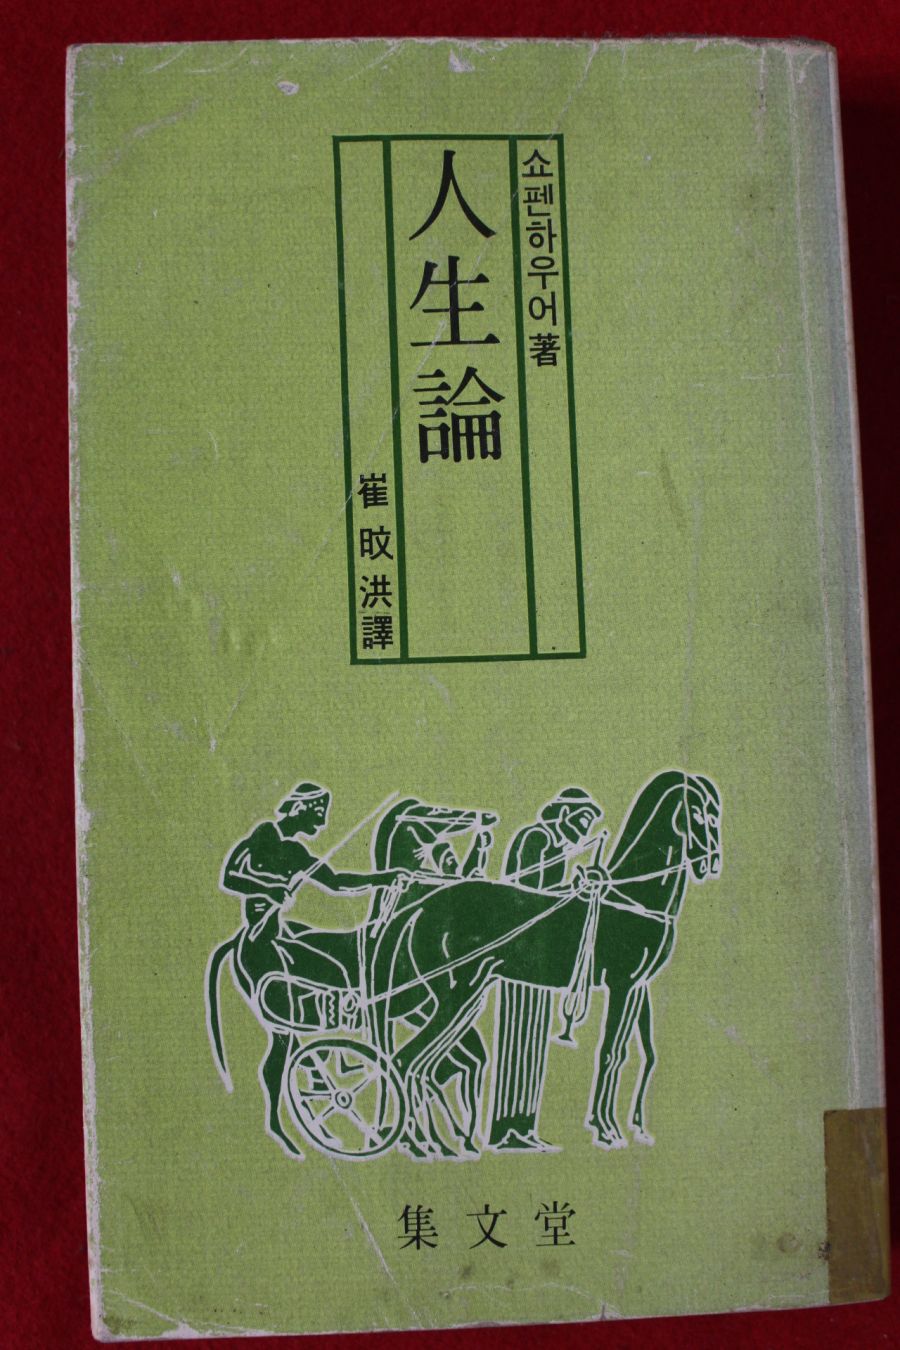 쇼펜하우어 著
人生論
崔旼洪 譯
集文堂